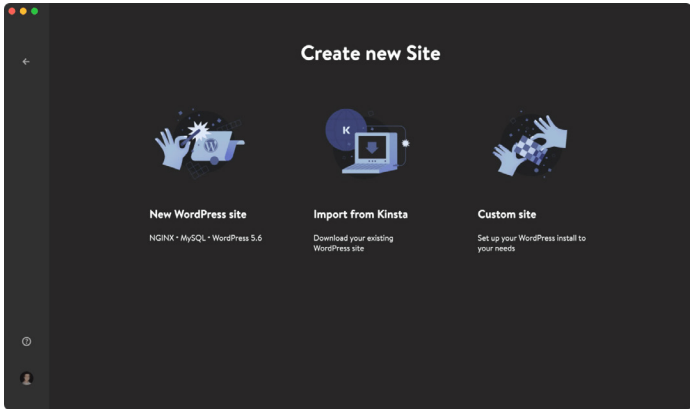 Create new Site
K
New WordPress site
Import from Kinsta
Custom site
NGINX • MySQL • WordPress 5.6
Download your existing
WordPress site
Set up your WordPress install to
your needs